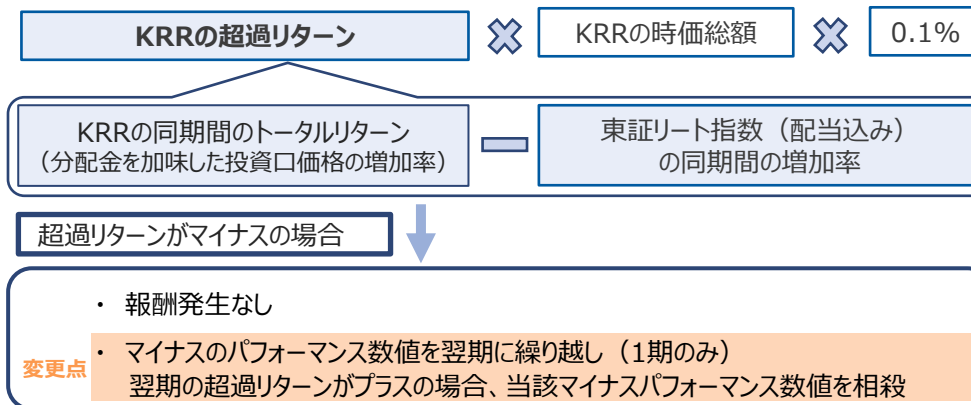 KRRの超過リターン KRRの時価総額 0.1%
KRRの同期間のトータルリターン
（分配金を加味した投資口価格の増加率）
東証リート指数（配当込み）
の同期間の増加率
超過リターンがマイナスの場合
・ 報酬発生なし
変更点
・ マイナスのパフォーマンス数値を翌期に繰り越し（1期のみ）
翌期の超過リターンがプラスの場合、当該マイナスパフォーマンス数値を相殺